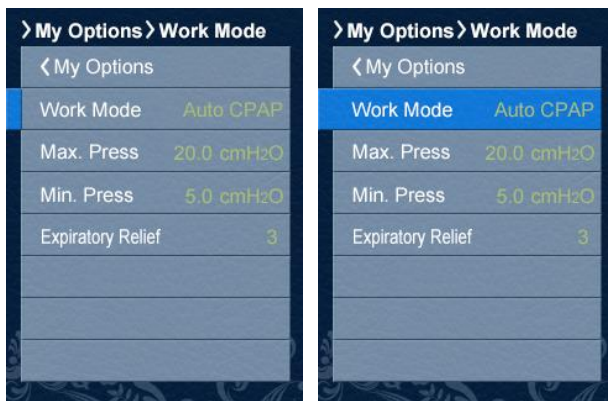 > My Options > Work Mode
< My Options
Work Mode Auto CPAP
Max. Press 20.0 cmH2O
Min. Press 5.0 cmH2O
Expiratory Relief 3
> My Options > Work Mode
< My Options
Work Mode Auto CPAP
Max. Press 20.0 cmH2O
Min. Press 5.0 cmH2O
Expiratory Relief 3